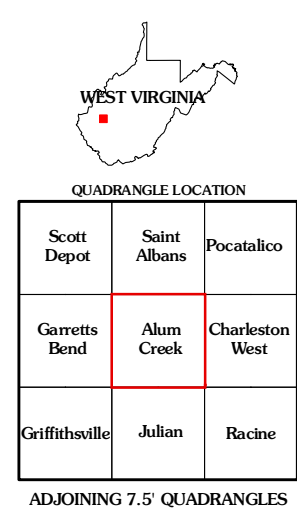 WEST VIRGINIA
QUADRANGLE LOCATION
Scott
Depot
Saint
Albans
Pocatalico
Garretts
Bend
Alum
Creek
Charleston
West
Griffithsville
Julian
Racine
ADJOINING 7.5' QUADRANGLES